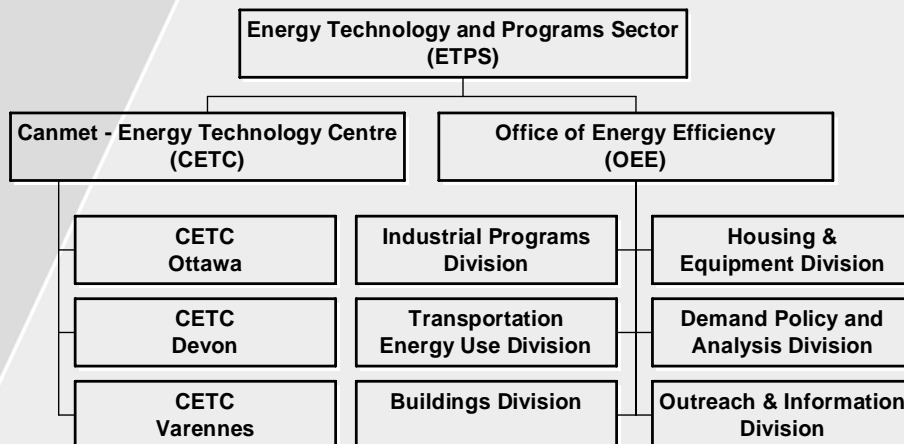 Energy Technology and Programs Sector
(ETPS)
Canmet - Energy Technology Centre
(CETC)
Office of Energy Efficiency
(OEE)
CETC
Ottawa
Industrial Programs
Division
Housing &
Equipment Division
CETC
Devon
Transportation
Energy Use Division
Demand Policy and
Analysis Division
CETC
Varennes
Buildings Division
Outreach & Information
Division